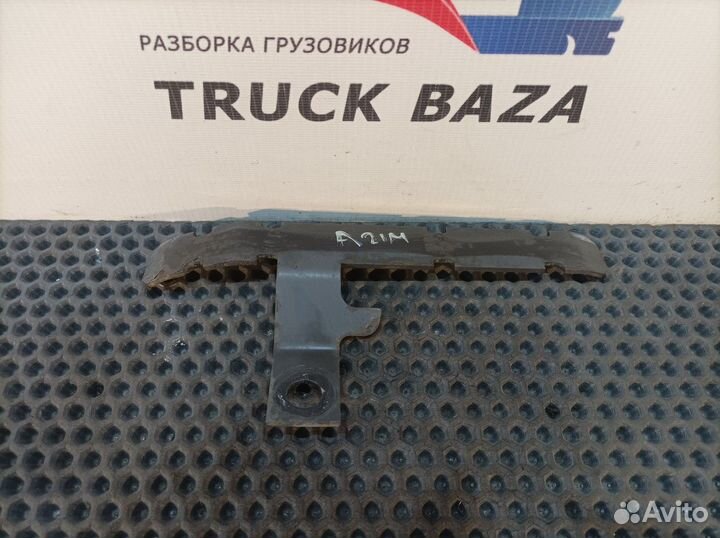 РАЗБОРКА ГРУЗОВИКОВ
TRUCK BAZA
A21M
Avito